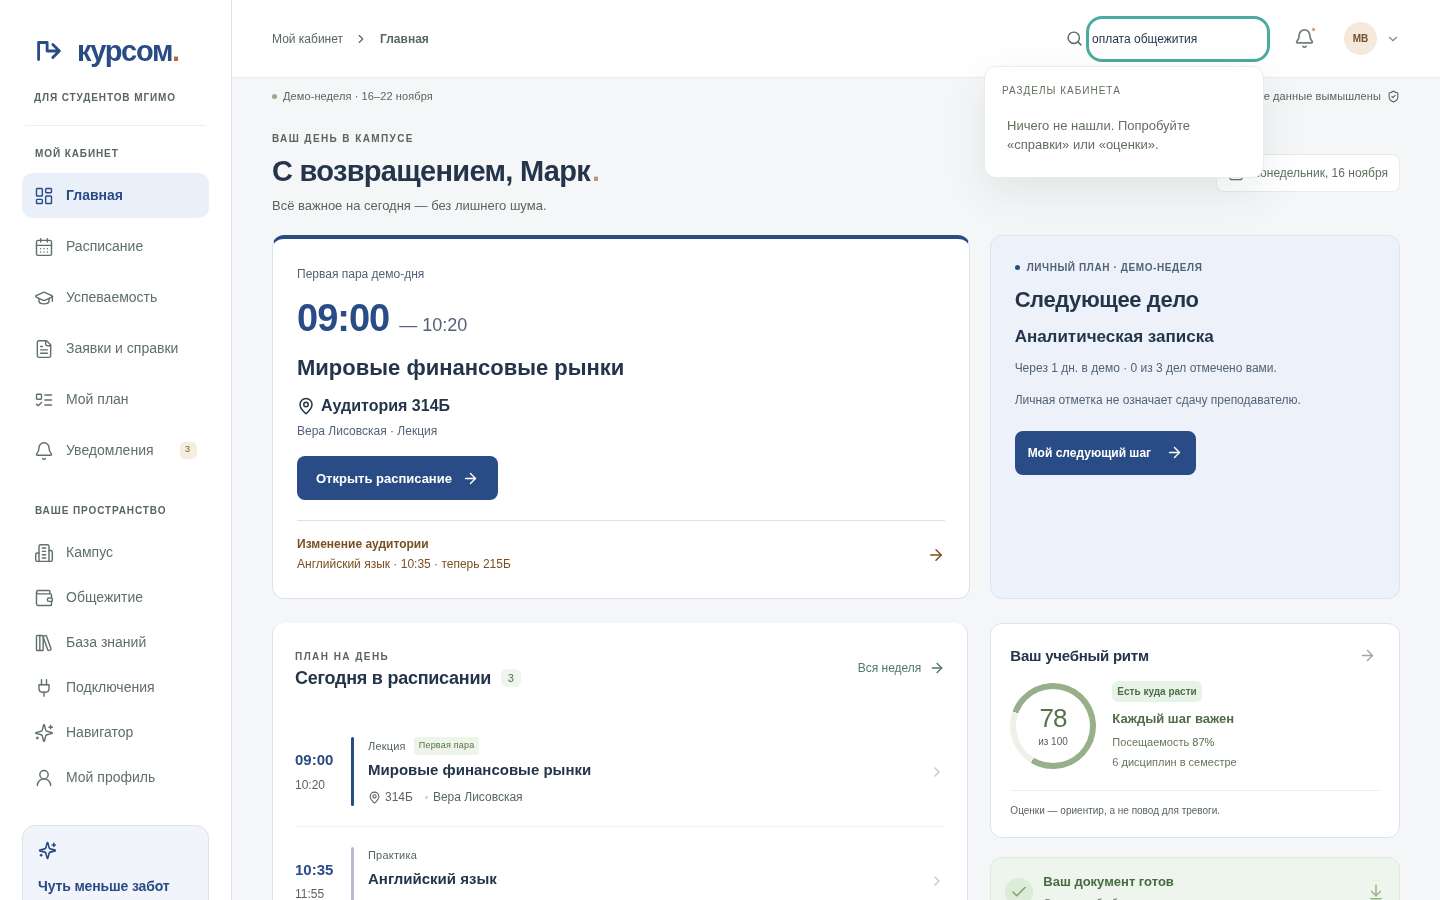 курсом.
ДЛЯ СТУДЕНТОВ МГИМО
МОЙ КАБИНЕТ
Главная
Расписание
Успеваемость
Заявки и справки
Мой план
Уведомления 3
ВАШЕ ПРОСТРАНСТВО
Кампус
Общежитие
База знаний
Подключения
Навигатор
Мой профиль
Чуть меньше забот
Мой кабинет
Главная
оплата общежития
МВ
РАЗДЕЛЫ КАБИНЕТА
Ничего не нашли. Попробуйте
«справки» или «оценки».
Демо-неделя · 16–22 ноября
данные вымышлены
ВАШ ДЕНЬ В КАМПУСЕ
С возвращением, Марк.
Всё важное на сегодня — без лишнего шума.
16 ноября
Первая пара демо-дня
09:00 — 10:20
Мировые финансовые рынки
Аудитория 314Б
Вера Лисовская · Лекция
Открыть расписание
Изменение аудитории
Английский язык · 10:35 · теперь 215Б
ЛИЧНЫЙ ПЛАН · ДЕМО-НЕДЕЛЯ
Следующее дело
Аналитическая записка
Через 1 дн. в демо · 0 из 3 дел отмечено вами.
Личная отметка не означает сдачу преподавателю.
Мой следующий шаг
ПЛАН НА ДЕНЬ
Сегодня в расписании 3
Вся неделя
09:00
10:20
Лекция Первая пара
Мировые финансовые рынки
314Б · Вера Лисовская
10:35
11:55
Практика
Английский язык
Ваш учебный ритм
78
из 100
Есть куда расти
Каждый шаг важен
Посещаемость 87%
6 дисциплин в семестре
Оценки — ориентир, а не повод для тревоги.
Ваш документ готов